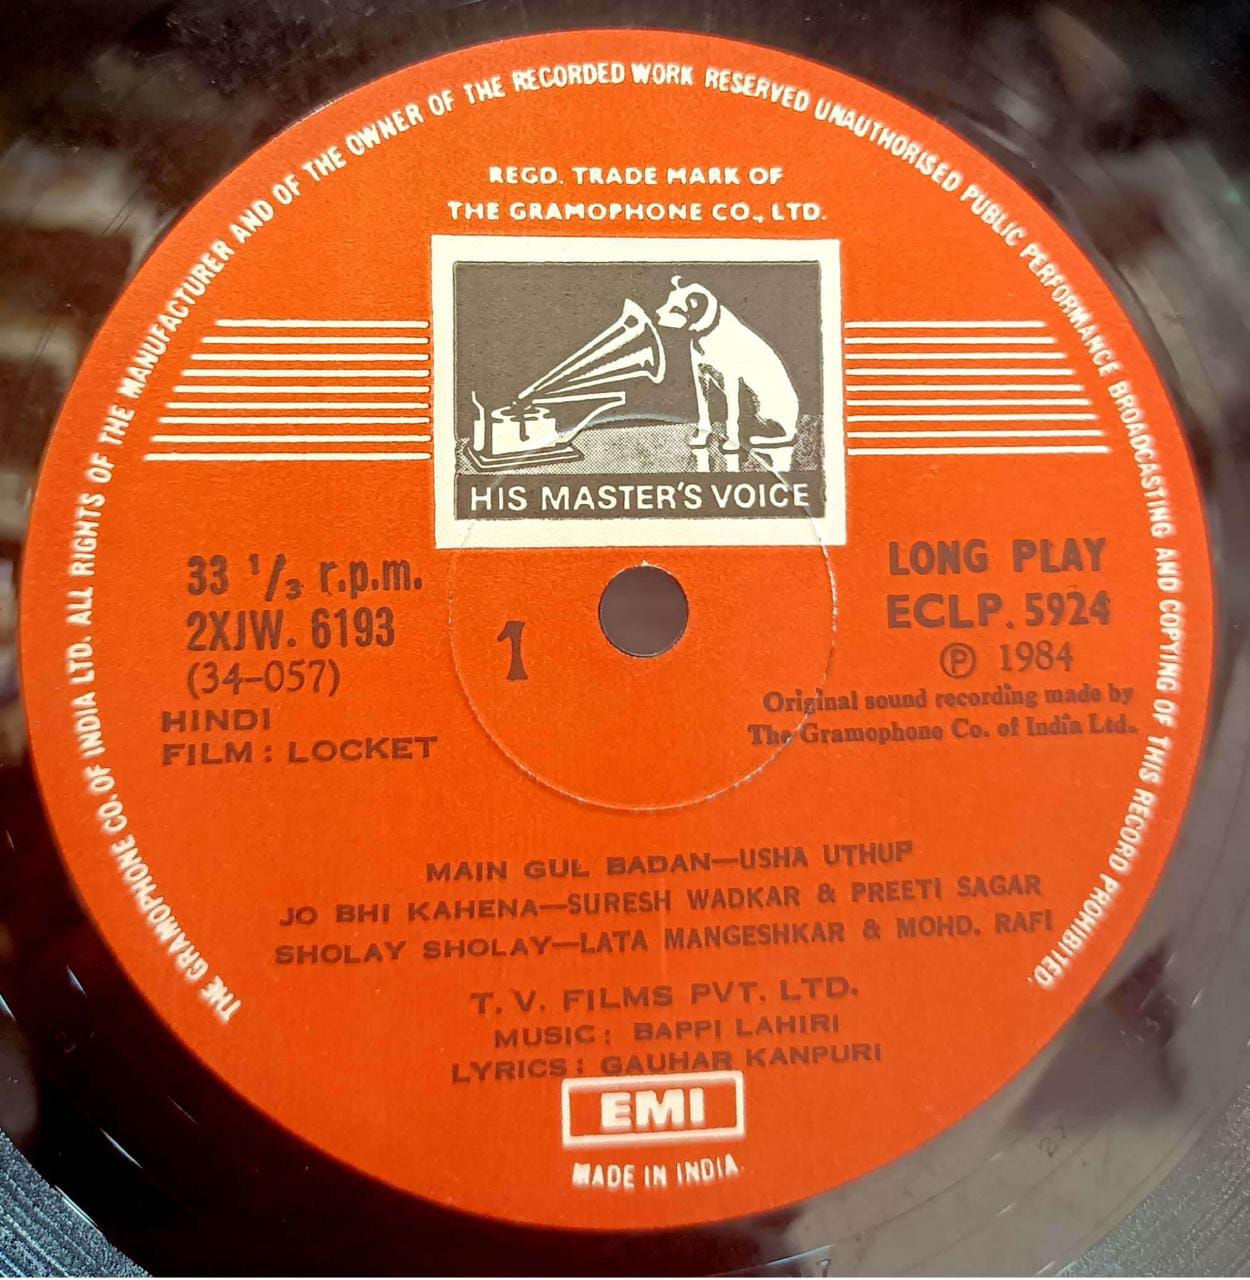 THE GRAMOPHONE CO. OF INDIA LTD. ALL RIGHTS OF THE MANUFACTURER AND OF THE OWNER OF THE RECORDED WORK RESERVED UNAUTHORISED PUBLIC PERFORMANCE BROADCASTING AND COPYING OF THIS RECORD PROHIBITED.
REGD. TRADE MARK OF
THE GRAMOPHONE CO., LTD.
HIS MASTER'S VOICE
33 1/3 r.p.m.
2XJW. 6193
(34-057)
HINDI
FILM : LOCKET
1
LONG PLAY
ECLP. 5924
Ⓟ 1984
Original sound recording made by
The Gramophone Co. of India Ltd.
MAIN GUL BADAN—USHA UTHUP
JO BHI KAHENA—SURESH WADKAR & PREETI SAGAR
SHOLAY SHOLAY—LATA MANGESHKAR & MOHD. RAFI
T. V. FILMS PVT. LTD.
MUSIC : BAPPI LAHIRI
LYRICS : GAUHAR KANPURI
EMI
MADE IN INDIA